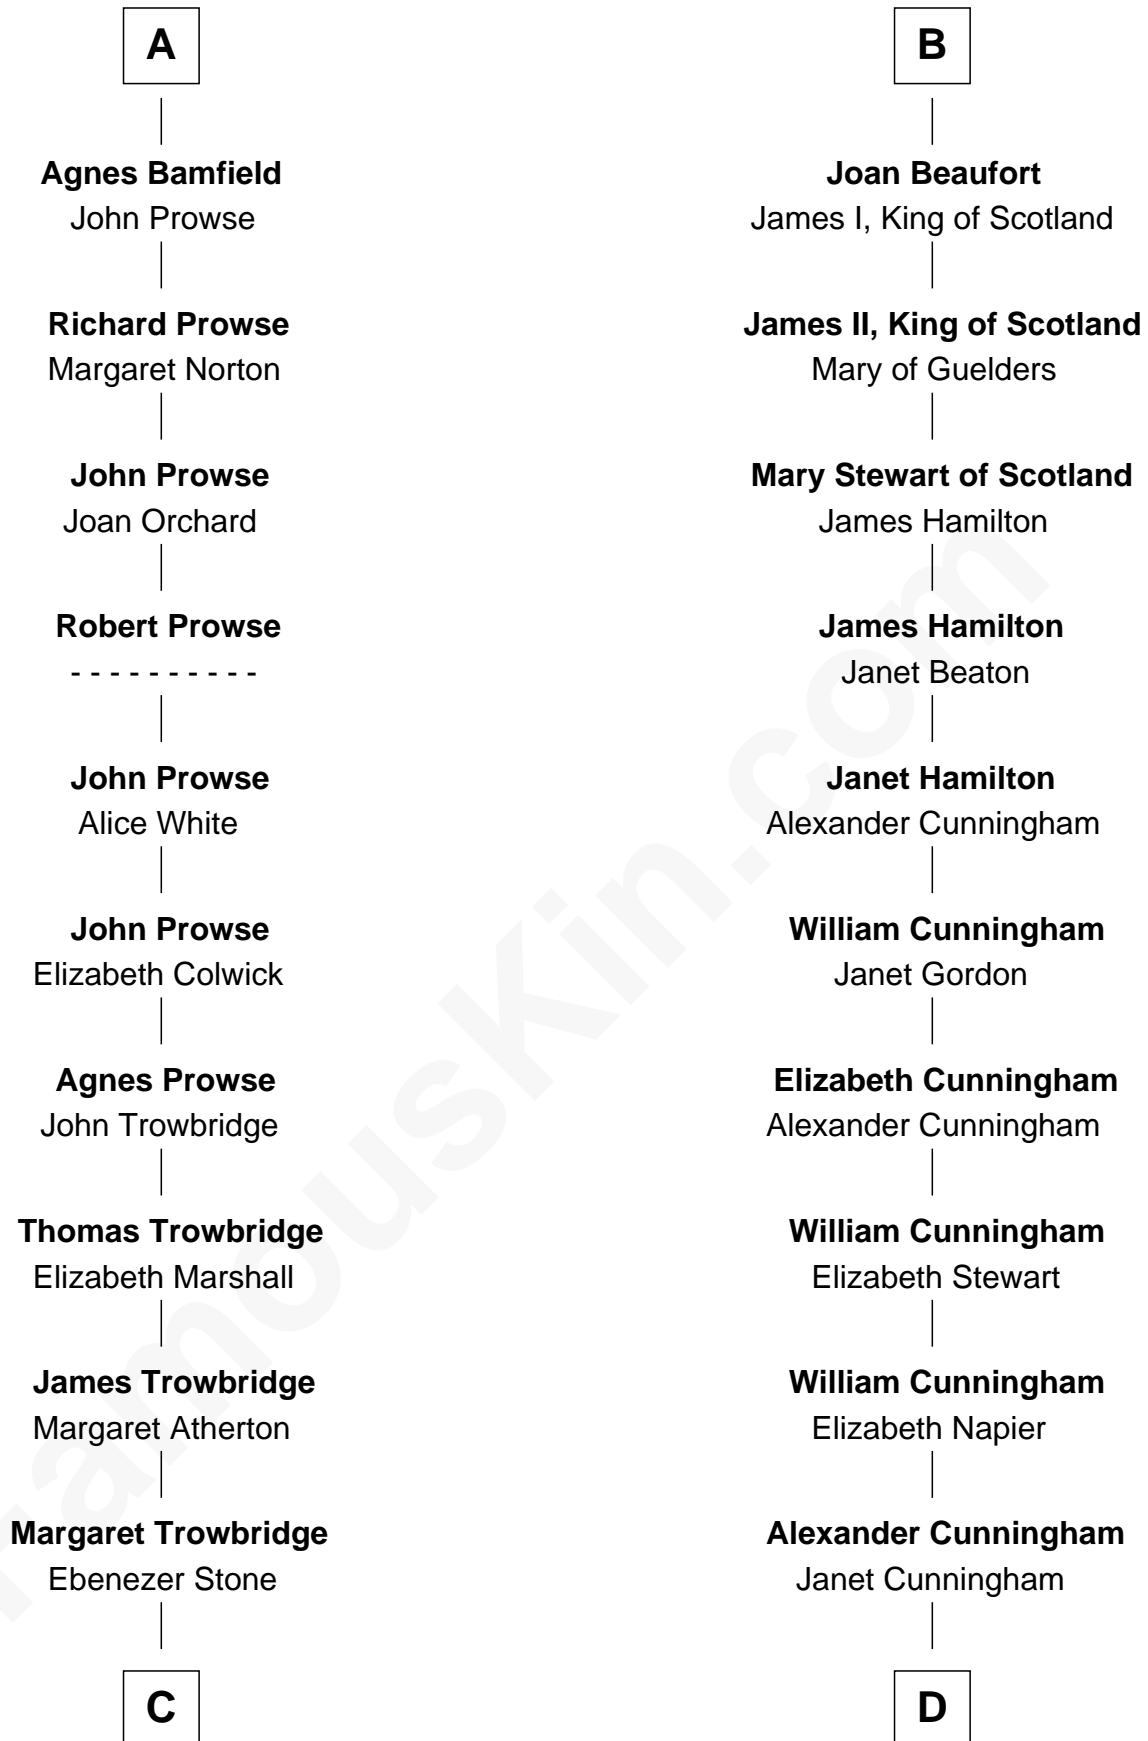 A
Agnes Bamfield
John Prowse
Richard Prowse
Margaret Norton
John Prowse
Joan Orchard
Robert Prowse
- - - - - - - - - -
John Prowse
Alice White
John Prowse
Elizabeth Colwick
Agnes Prowse
John Trowbridge
Thomas Trowbridge
Elizabeth Marshall
James Trowbridge
Margaret Atherton
Margaret Trowbridge
Ebenezer Stone
C
B
Joan Beaufort
James I, King of Scotland
James II, King of Scotland
Mary of Guelders
Mary Stewart of Scotland
James Hamilton
James Hamilton
Janet Beaton
Janet Hamilton
Alexander Cunningham
William Cunningham
Janet Gordon
Elizabeth Cunningham
Alexander Cunningham
William Cunningham
Elizabeth Stewart
William Cunningham
Elizabeth Napier
Alexander Cunningham
Janet Cunningham
D
FamousKin.com